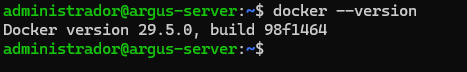 administrador@argus-server:~$ docker --version
Docker version 29.5.0, build 98f1464
administrador@argus-server:~$